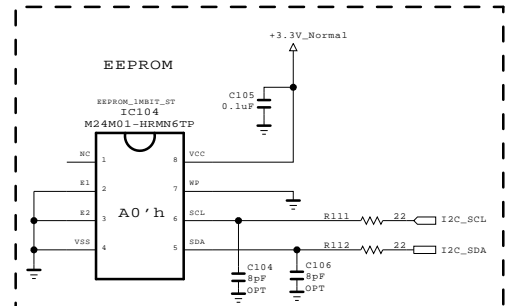 +3.3V_Normal
EEPROM
C105
0.1uF
EEPROM_1MBIT_ST
IC104
M24M01-HRMN6TP
NC 1 8 VCC
E1 2 7 WP
A0'h
E2 3 6 SCL R111 22 I2C_SCL
VSS 4 5 SDA R112 22 I2C_SDA
C104 C106
8pF 8pF
OPT OPT